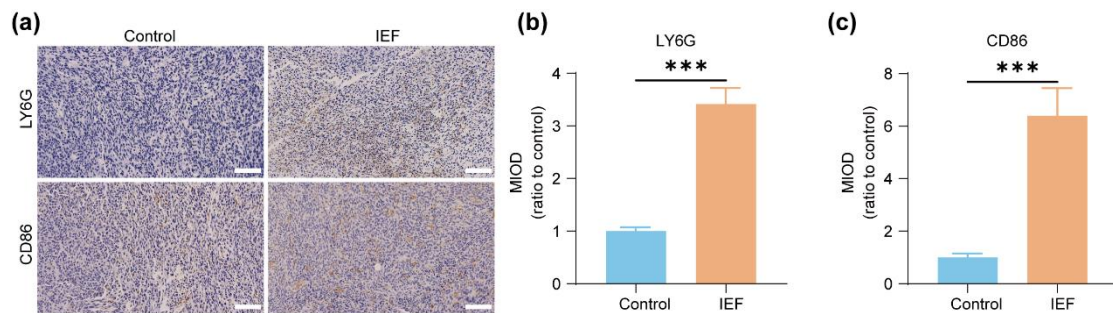 (a)
Control IEF
LY6G
CD86
(b)
LY6G
***
MIOD
(ratio to control)
4
3
2
1
0
Control IEF
(c)
CD86
***
MIOD
(ratio to control)
8
6
4
2
0
Control IEF